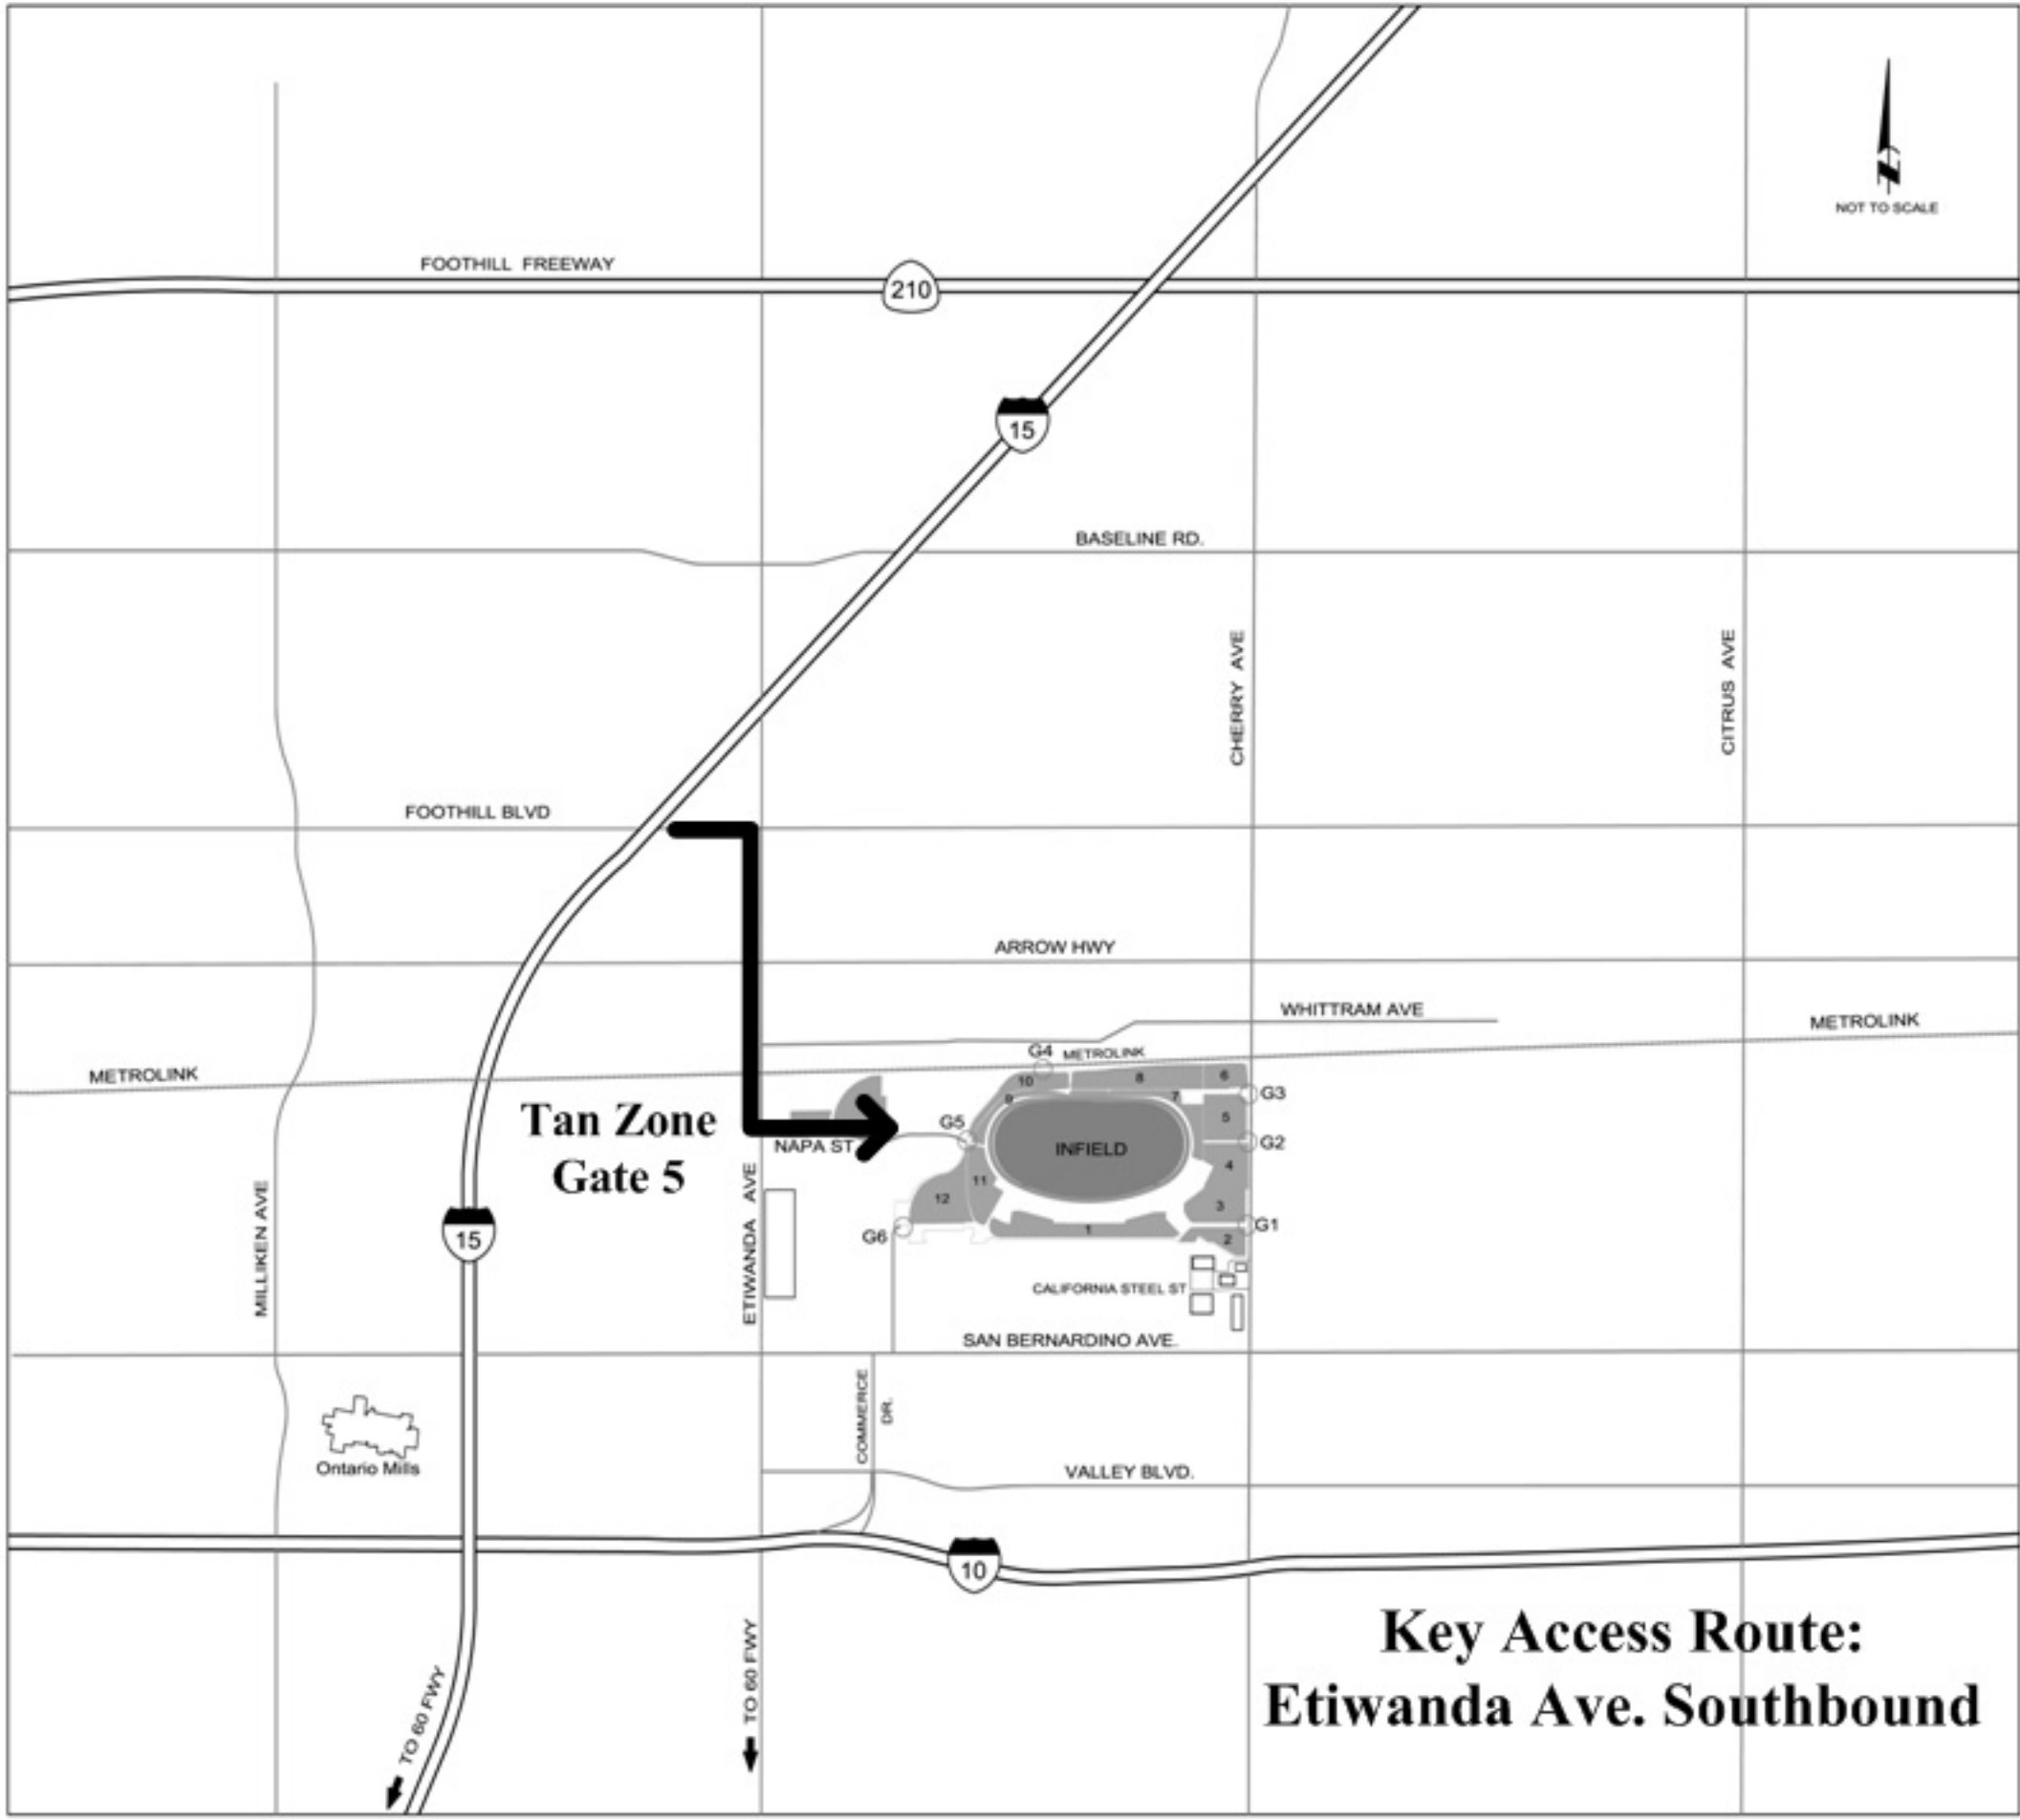 NOT TO SCALE
FOOTHILL FREEWAY
210
15
BASELINE RD.
CHERRY AVE
CITRUS AVE
FOOTHILL BLVD
ARROW HWY
WHITTRAM AVE
METROLINK
G4
METROLINK
METROLINK
10
8
6
9
7
G3
Tan Zone
Gate 5
5
G5
NAPA ST
INFIELD
G2
4
11
12
3
MILLIKEN AVE
ETIWANDA AVE
G6
1
G1
2
15
CALIFORNIA STEEL ST
SAN BERNARDINO AVE.
COMMERCE
DR.
Ontario Mills
VALLEY BLVD.
10
Key Access Route:
Etiwanda Ave. Southbound
TO 60 FWY
TO 60 FWY